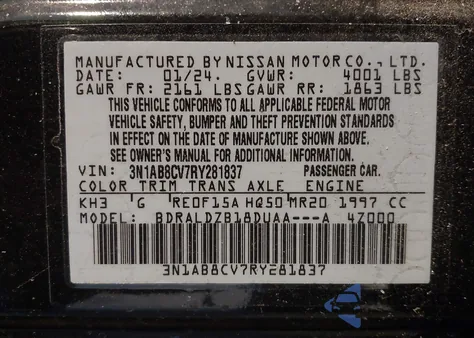 MANUFACTURED BY NISSAN MOTOR CO., LTD.
DATE: 01/24. GVWR: 4001 LBS
GAWR FR: 2161 LBS GAWR RR: 1863 LBS
THIS VEHICLE CONFORMS TO ALL APPLICABLE FEDERAL MOTOR
VEHICLE SAFETY, BUMPER AND THEFT PREVENTION STANDARDS
IN EFFECT ON THE DATE OF MANUFACTURE SHOWN ABOVE.
SEE OWNER'S MANUAL FOR ADDITIONAL INFORMATION.
VIN: 3N1AB8CV7RY281837 PASSENGER CAR.
COLOR TRIM TRANS AXLE ENGINE
KH3 G RE0F15A HQ50 MR20 1997 CC
MODEL: BDRALDZB18DUAA---A 4Z000
3N1AB8CV7RY281837